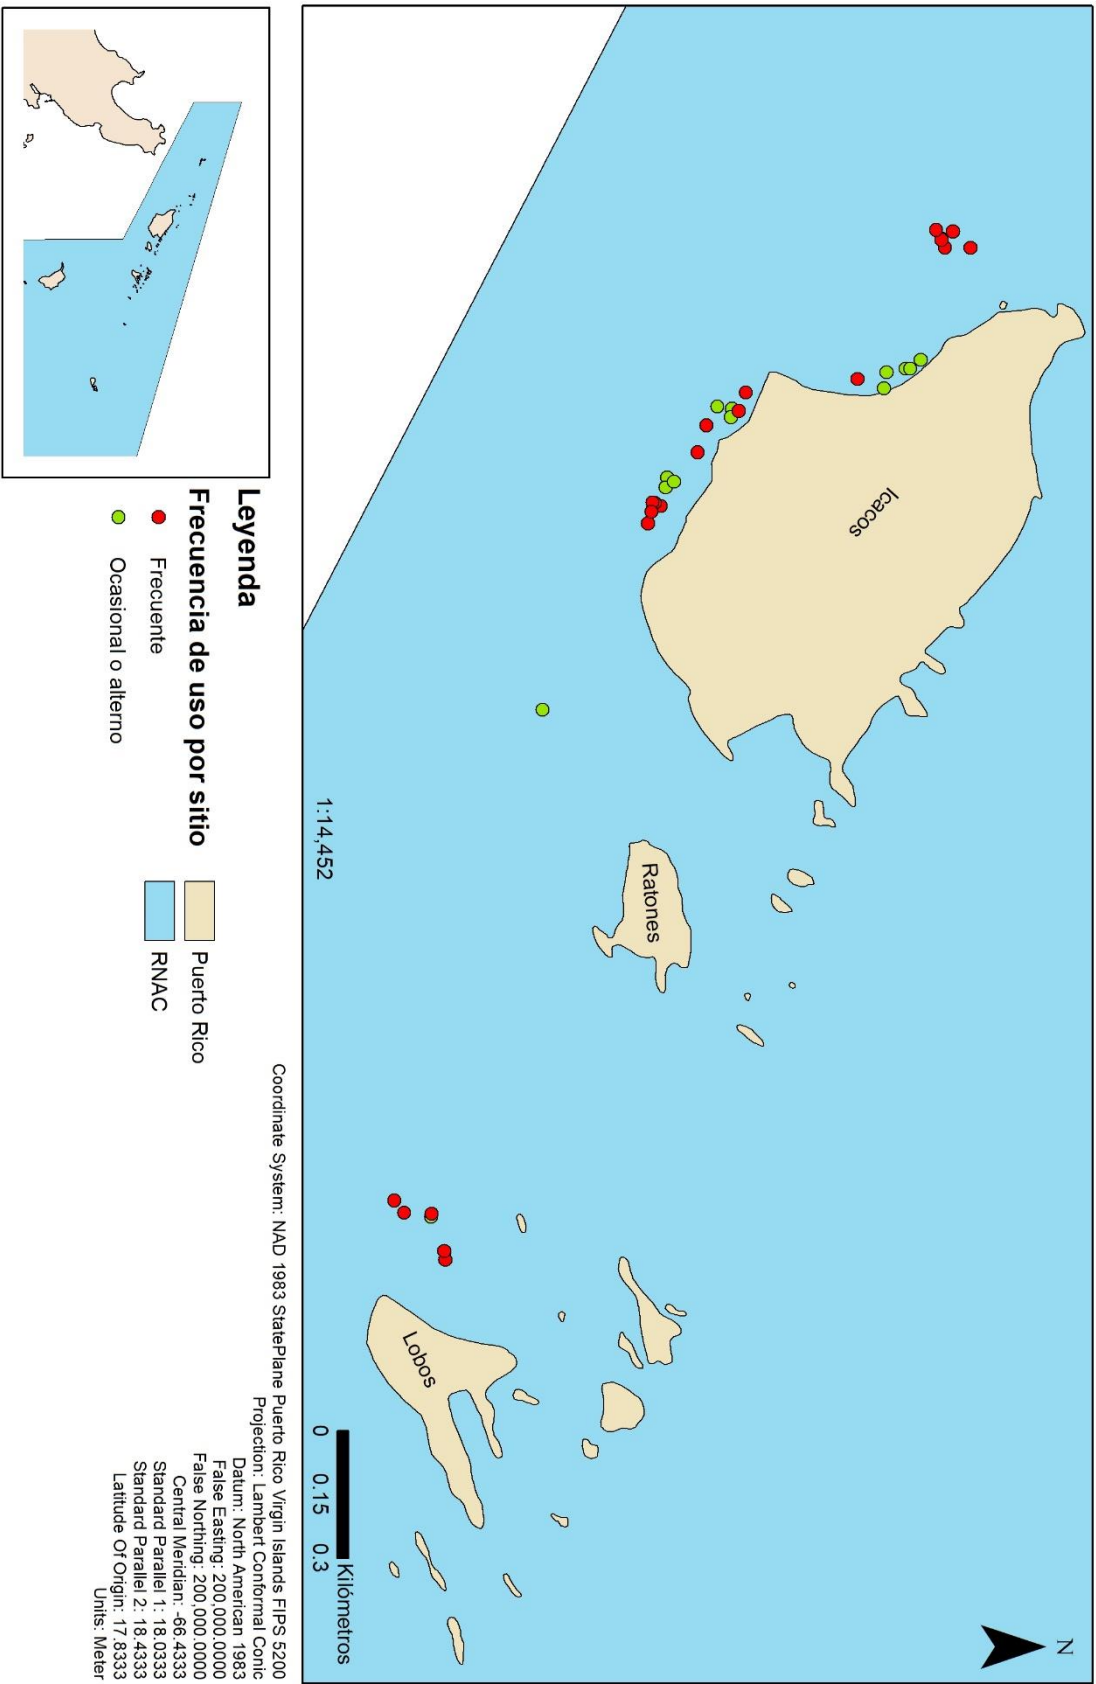 N
Icacos
Ratones
Lobos
1:14,452
0 0.15 0.3
Kilómetros
Leyenda
Frecuencia de uso por sitio
Frecuente
Ocasional o alterno
Puerto Rico
RNAC
Coordinate System: NAD 1983 StatePlane Puerto Rico Virgin Islands FIPS 5200
Projection: Lambert Conformal Conic
Datum: North American 1983
False Easting: 200,000.0000
False Northing: 200,000.0000
Central Meridian: -66.4333
Standard Parallel 1: 18.0333
Standard Parallel 2: 18.4333
Latitude Of Origin: 17.8333
Units: Meter